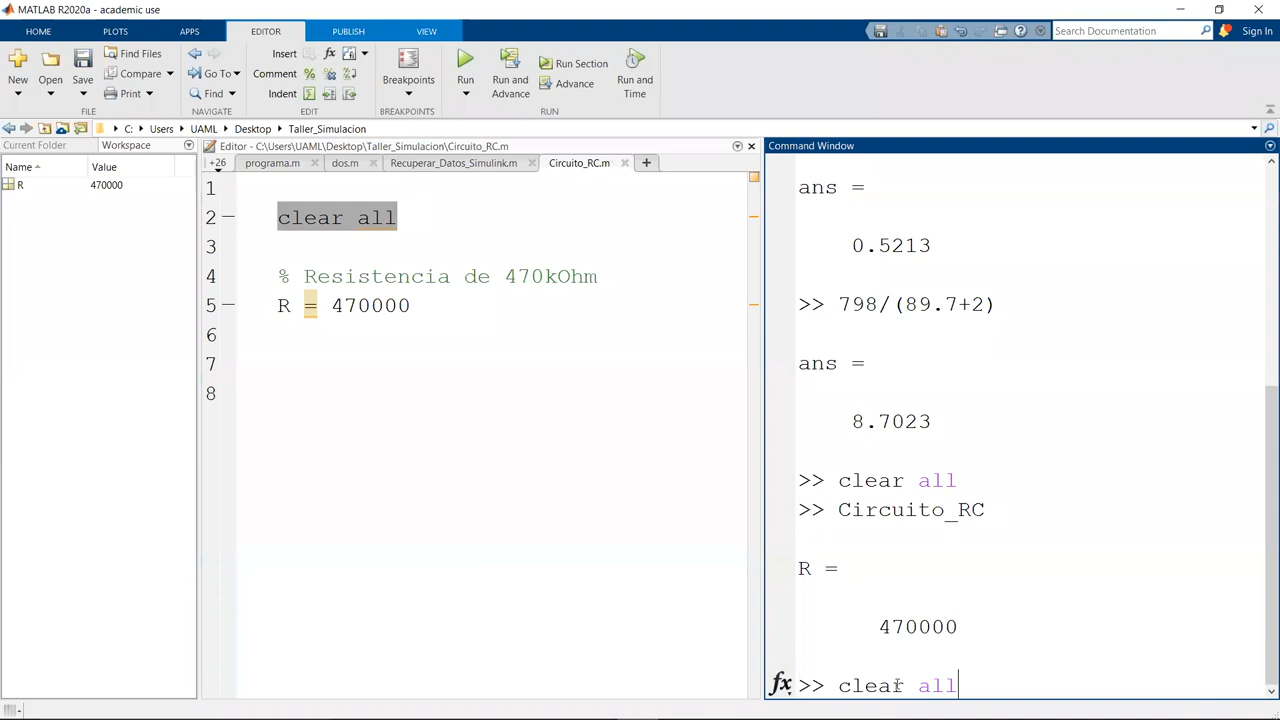 MATLAB R2020a - academic use
HOME PLOTS APPS EDITOR PUBLISH VIEW Search Documentation Sign In
New Open Save Find Files Compare Print
Go To Find
Insert fx Comment % Indent
Breakpoints Run Run and Advance Run Section Advance Run and Time
FILE NAVIGATE EDIT BREAKPOINTS RUN
C: Users UAML Desktop Taller_Simulacion
Current Folder Workspace
Name Value
R 470000
Editor - C:\Users\UAML\Desktop\Taller_Simulacion\Circuito_RC.m
+26 programa.m dos.m Recuperar_Datos_Simulink.m Circuito_RC.m
1
2 clear all
3
4 % Resistencia de 470kOhm
5 R = 470000
6
7
8
Command Window
ans =
0.5213
>> 798/(89.7+2)
ans =
8.7023
>> clear all
>> Circuito_RC
R =
470000
fx >> clear all